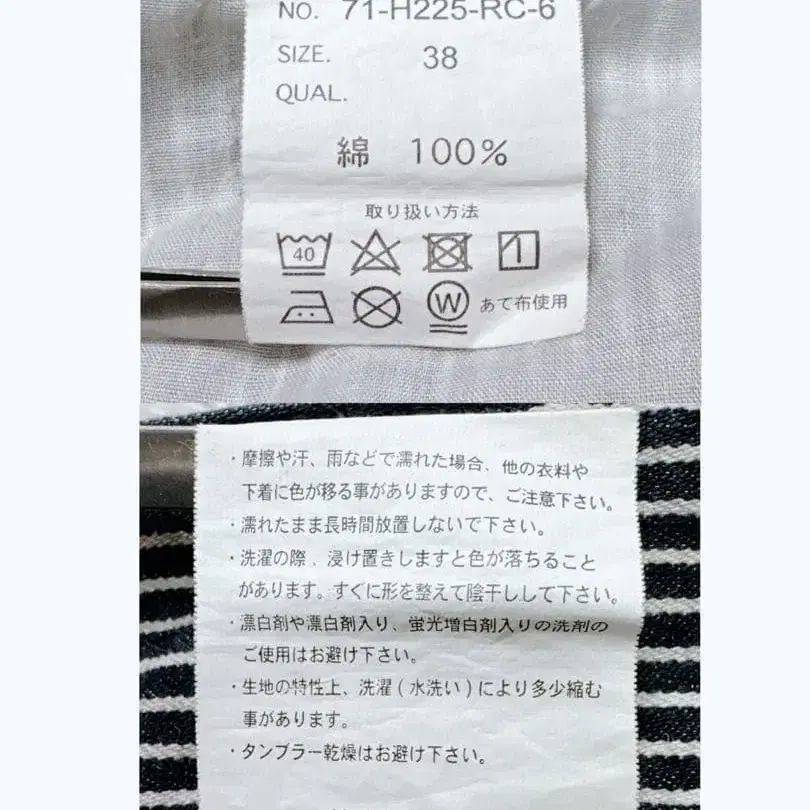 NO. 71-H225-RC-6
SIZE. 38
QUAL.
綿 100%
取り扱い方法
40
W あて布使用
・摩擦や汗、雨などで濡れた場合、他の衣料や
下着に色が移る事がありますので、ご注意下さい。
・濡れたまま長時間放置しないで下さい。
・洗濯の際、浸け置きしますと色が落ちること
があります。すぐに形を整えて陰干しして下さい。
・漂白剤や漂白剤入り、蛍光増白剤入りの洗剤の
ご使用はお避け下さい。
・生地の特性上、洗濯(水洗い)により多少縮む
事があります。
・タンブラー乾燥はお避け下さい。